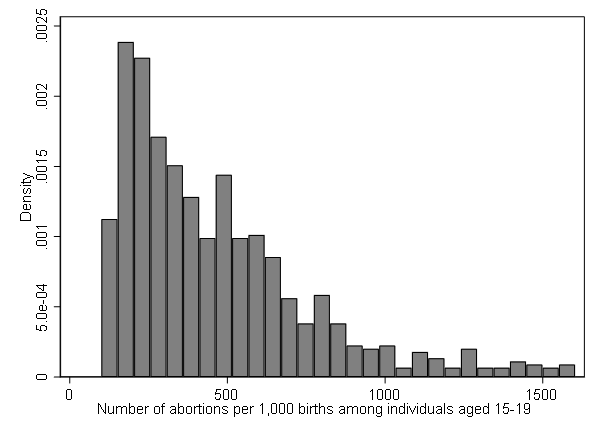 Density
.0025
.002
.0015
.001
5.0e-04
0
0 500 1000 1500
Number of abortions per 1,000 births among individuals aged 15-19